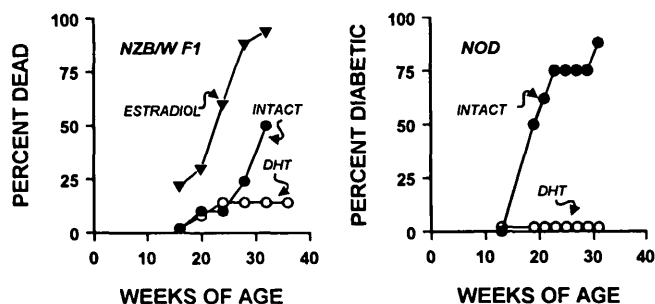 PERCENT DEAD
100
75
50
25
0
NZB/W F1
ESTRADIOL
INTACT
DHT
0 10 20 30 40
WEEKS OF AGE
PERCENT DIABETIC
100
75
50
25
0
NOD
INTACT
DHT
0 10 20 30 40
WEEKS OF AGE